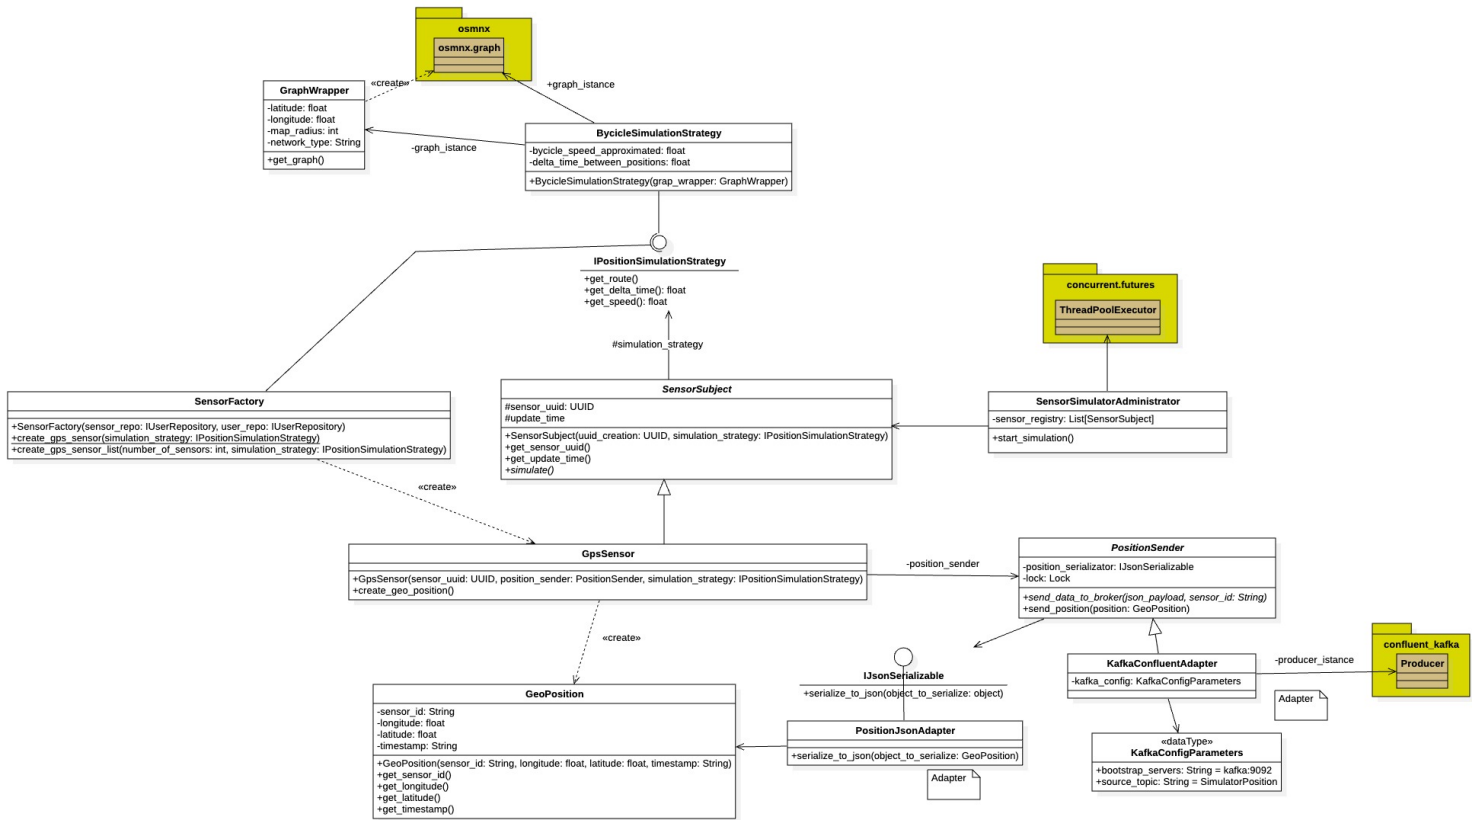 osmnx
osmnx.graph
«create»
+graph_istance
GraphWrapper
-latitude: float
-longitude: float
-map_radius: int
-network_type: String
+get_graph()
-graph_istance
BycicleSimulationStrategy
-bycicle_speed_approximated: float
-delta_time_between_positions: float
+BycicleSimulationStrategy(grap_wrapper: GraphWrapper)
IPositionSimulationStrategy
+get_route()
+get_delta_time(): float
+get_speed(): float
#simulation_strategy
concurrent.futures
ThreadPoolExecutor
SensorFactory
+SensorFactory(sensor_repo: IUserRepository, user_repo: IUserRepository)
+create_gps_sensor(simulation_strategy: IPositionSimulationStrategy)
+create_gps_sensor_list(number_of_sensors: int, simulation_strategy: IPositionSimulationStrategy)
SensorSubject
#sensor_uuid: UUID
#update_time
+SensorSubject(uuid_creation: UUID, simulation_strategy: IPositionSimulationStrategy)
+get_sensor_uuid()
+get_update_time()
+simulate()
SensorSimulatorAdministrator
-sensor_registry: List[SensorSubject]
+start_simulation()
«create»
GpsSensor
+GpsSensor(sensor_uuid: UUID, position_sender: PositionSender, simulation_strategy: IPositionSimulationStrategy)
+create_geo_position()
-position_sender
PositionSender
-position_serializator: IJsonSerializable
-lock: Lock
+send_data_to_broker(json_payload, sensor_id: String)
+send_position(position: GeoPosition)
«create»
IJsonSerializable
+serialize_to_json(object_to_serialize: object)
KafkaConfluentAdapter
-kafka_config: KafkaConfigParameters
-producer_istance
confluent_kafka
Producer
Adapter
GeoPosition
-sensor_id: String
-longitude: float
-latitude: float
-timestamp: String
+GeoPosition(sensor_id: String, longitude: float, latitude: float, timestamp: String)
+get_sensor_id()
+get_longitude()
+get_latitude()
+get_timestamp()
PositionJsonAdapter
+serialize_to_json(object_to_serialize: GeoPosition)
Adapter
«dataType»
KafkaConfigParameters
+bootstrap_servers: String = kafka:9092
+source_topic: String = SimulatorPosition